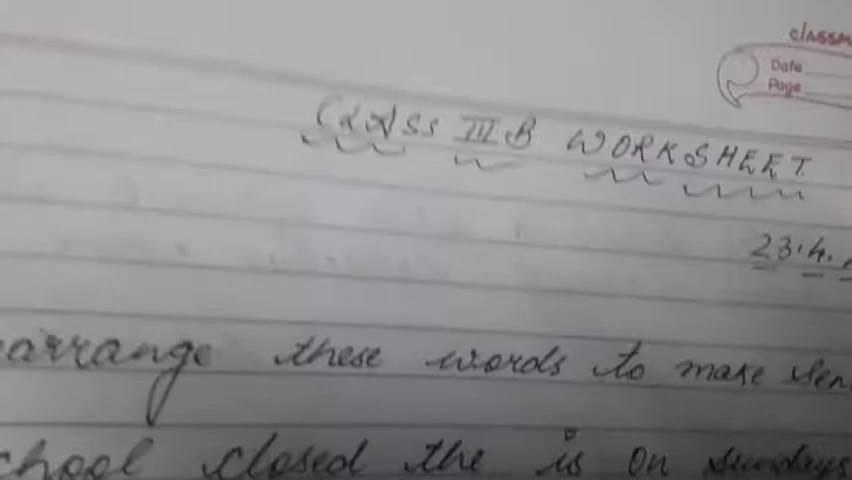 Date
Page
CLASS III B WORKSHEET
23.4.
arrange these words to make sen
chool closed the is on sundays